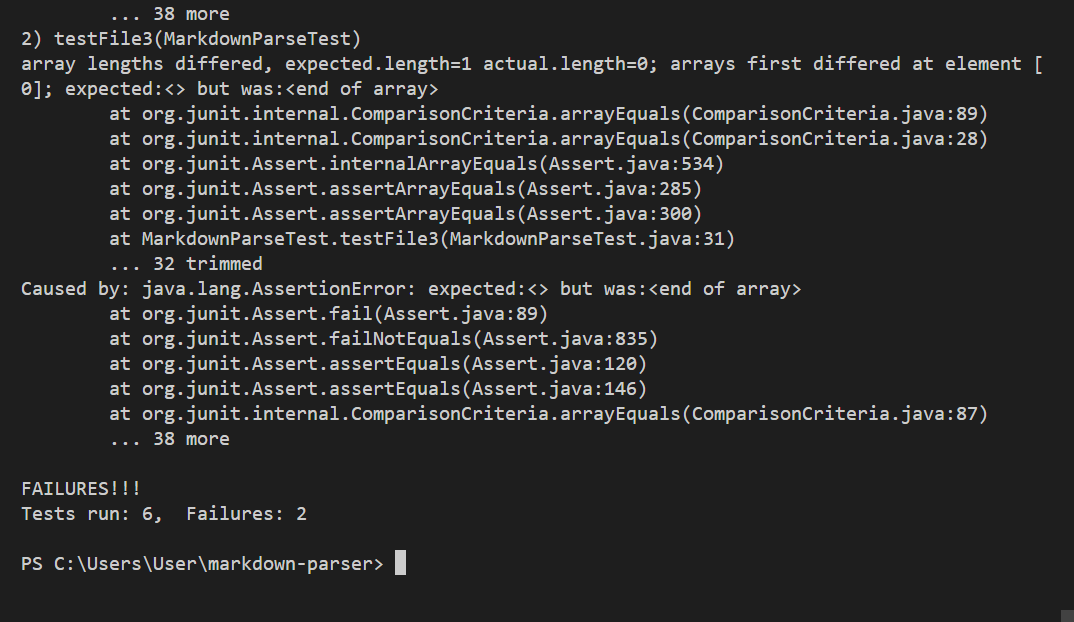 ... 38 more
2) testFile3(MarkdownParseTest)
array lengths differed, expected.length=1 actual.length=0; arrays first differed at element [
0]; expected:<> but was:<end of array>
at org.junit.internal.ComparisonCriteria.arrayEquals(ComparisonCriteria.java:89)
at org.junit.internal.ComparisonCriteria.arrayEquals(ComparisonCriteria.java:28)
at org.junit.Assert.internalArrayEquals(Assert.java:534)
at org.junit.Assert.assertArrayEquals(Assert.java:285)
at org.junit.Assert.assertArrayEquals(Assert.java:300)
at MarkdownParseTest.testFile3(MarkdownParseTest.java:31)
... 32 trimmed
Caused by: java.lang.AssertionError: expected:<> but was:<end of array>
at org.junit.Assert.fail(Assert.java:89)
at org.junit.Assert.failNotEquals(Assert.java:835)
at org.junit.Assert.assertEquals(Assert.java:120)
at org.junit.Assert.assertEquals(Assert.java:146)
at org.junit.internal.ComparisonCriteria.arrayEquals(ComparisonCriteria.java:87)
... 38 more
FAILURES!!!
Tests run: 6,  Failures: 2
PS C:\Users\User\markdown-parser>